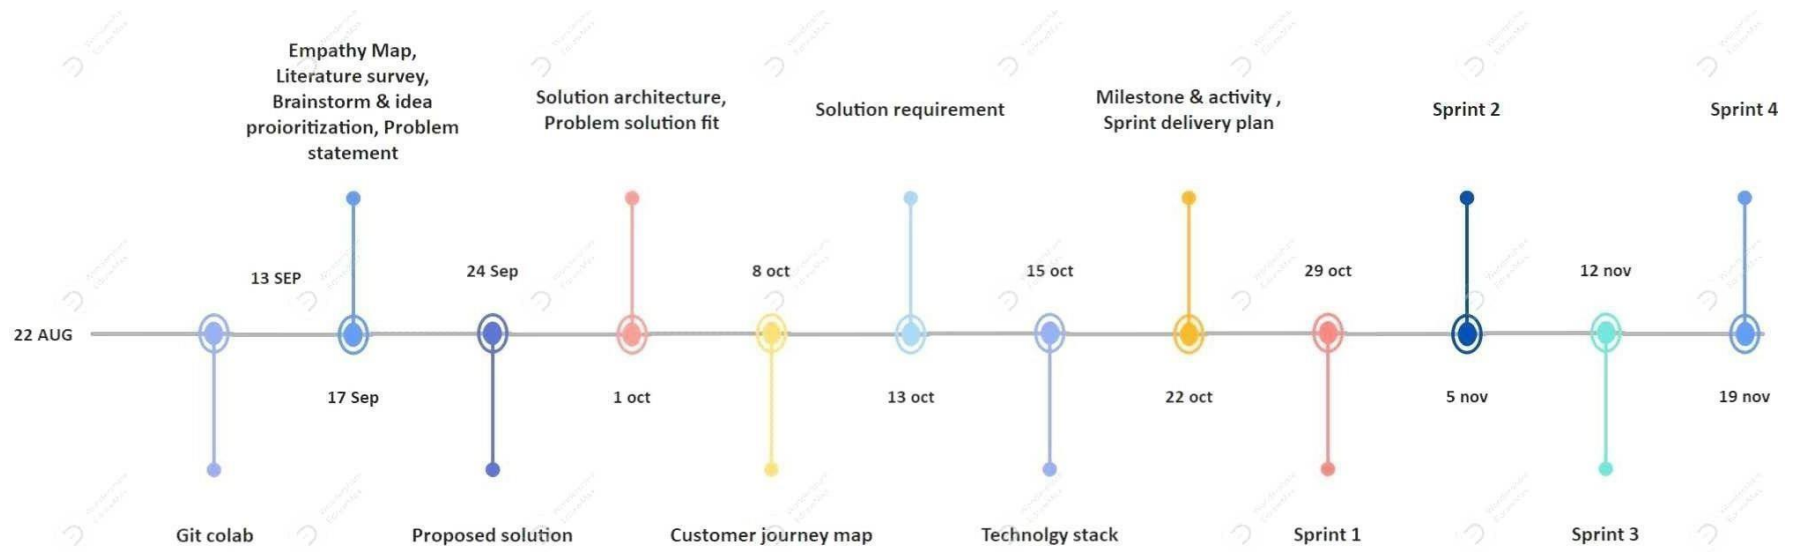 Empathy Map,
Literature survey,
Brainstorm & idea
proioritization, Problem
statement
Solution architecture,
Problem solution fit
Solution requirement
Milestone & activity ,
Sprint delivery plan
Sprint 2
Sprint 4
13 SEP
24 Sep
8 oct
15 oct
29 oct
12 nov
22 AUG
17 Sep
1 oct
13 oct
22 oct
5 nov
19 nov
Git colab
Proposed solution
Customer journey map
Technolgy stack
Sprint 1
Sprint 3